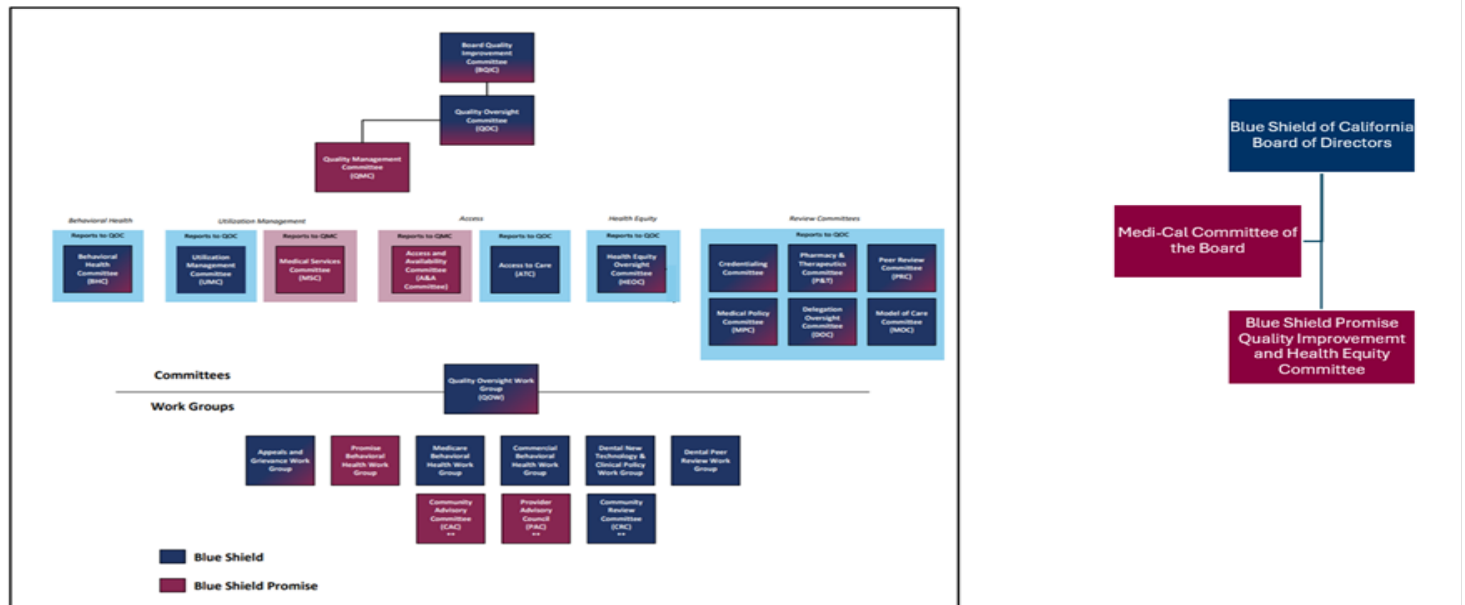 Board Quality
Improvement
Committee
(BQIC)
Quality Oversight
Committee
(QOC)
Quality Management
Committee
(QMC)
Behavioral Health
Utilization Management
Access
Health Equity
Review Committees
Reports to QOC
Behavioral
Health
Committee
(BHC)
Reports to QOC
Utilization
Management
Committee
(UMC)
Reports to QMC
Medical Services
Committee
(MSC)
Reports to QMC
Access and
Availability
Committee
(A&A
Committee)
Reports to QOC
Access to Care
(ATC)
Reports to QOC
Health Equity
Oversight
Committee
(HEOC)
Reports to QOC
Credentialing
Committee
Pharmacy &
Therapeutics
Committee
(P&T)
Peer Review
Committee
(PRC)
Medical Policy
Committee
(MPC)
Delegation
Oversight
Committee
(DOC)
Model of Care
Committee
(MOC)
Committees
Quality Oversight Work
Group
(QOW)
Work Groups
Appeals and
Grievance Work
Group
Promise
Behavioral
Health Work
Group
Medicare
Behavioral
Health Work
Group
Commercial
Behavioral
Health Work
Group
Dental New
Technology &
Clinical Policy
Work Group
Dental Peer
Review Work
Group
Community
Advisory
Committee
(CAC)
**
Provider
Advisory
Council
(PAC)
**
Community
Review
Committee
(CRC)
**
Blue Shield
Blue Shield Promise
Blue Shield of California
Board of Directors
Medi-Cal Committee of
the Board
Blue Shield Promise
Quality Improvememt
and Health Equity
Committee